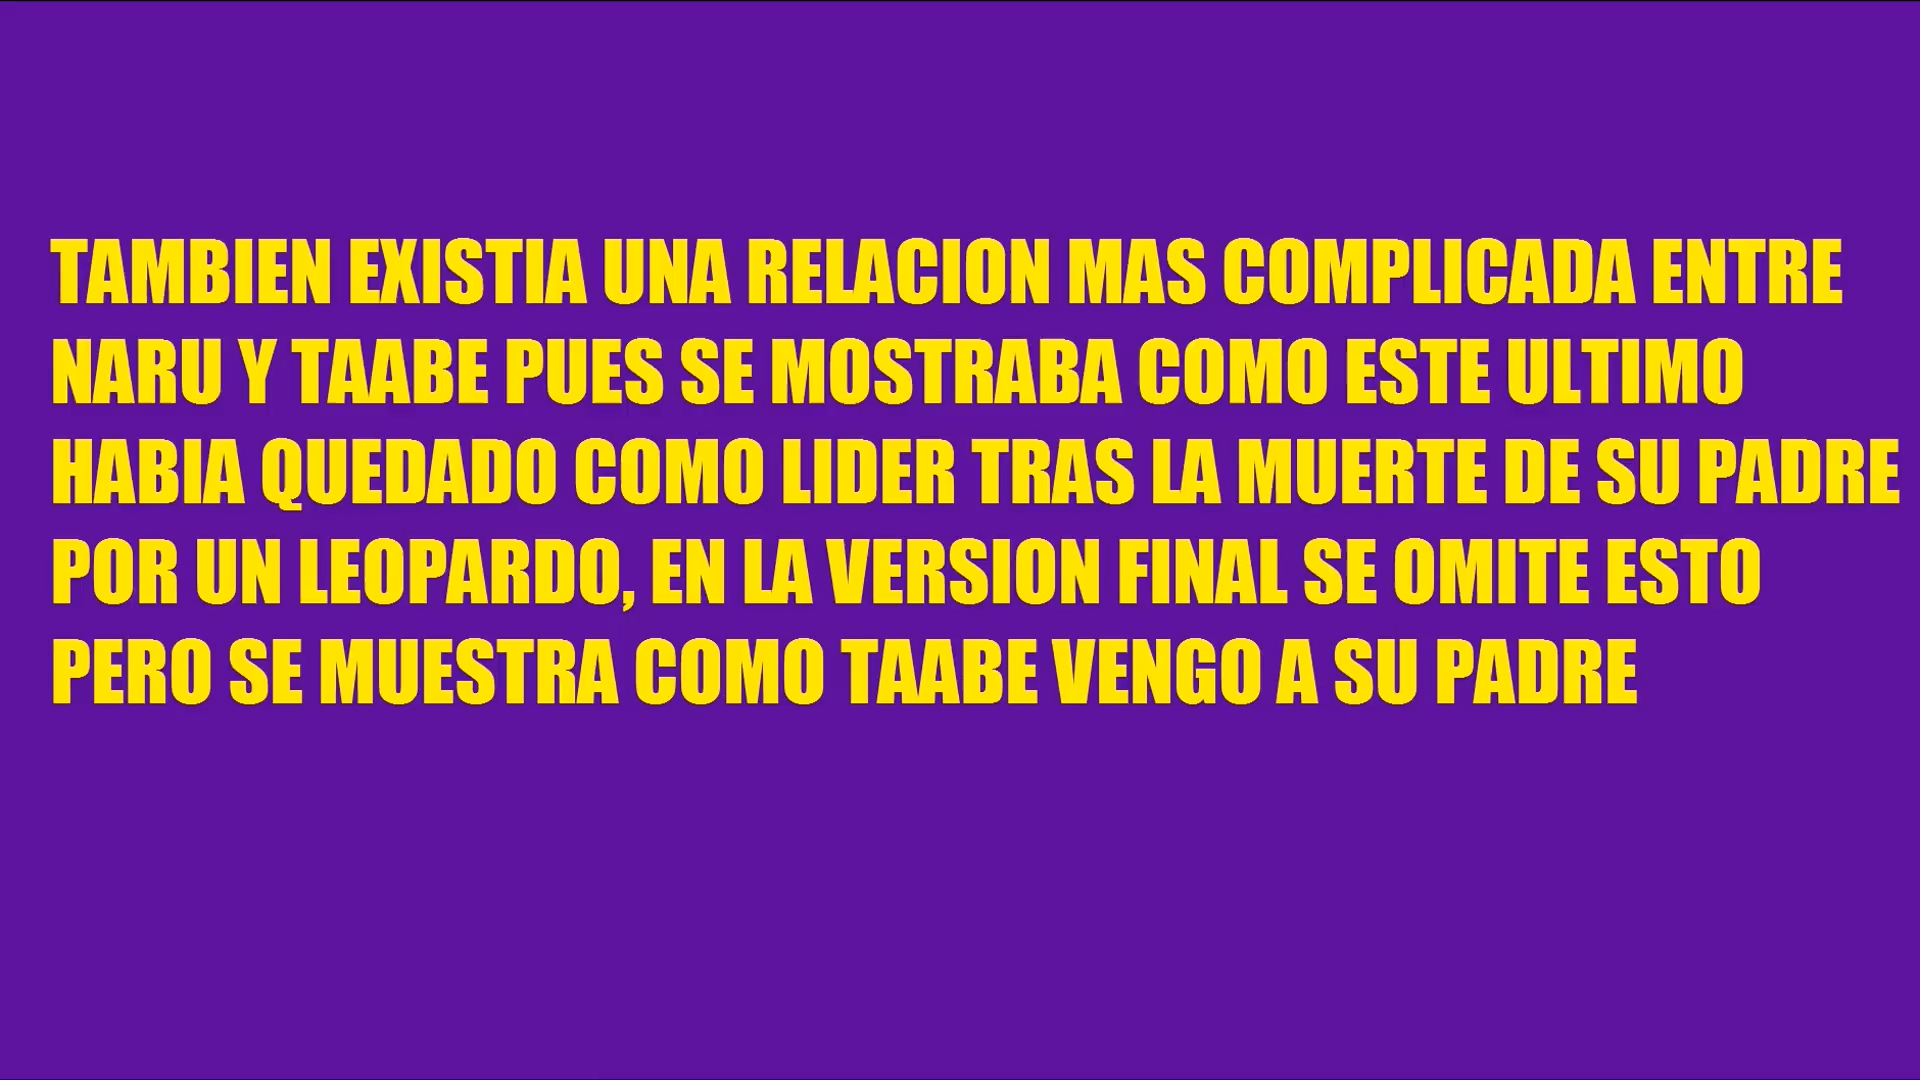 TAMBIEN EXISTIA UNA RELACION MAS COMPLICADA ENTRE
NARU Y TAABE PUES SE MOSTRABA COMO ESTE ULTIMO
HABIA QUEDADO COMO LIDER TRAS LA MUERTE DE SU PADRE
POR UN LEOPARDO, EN LA VERSION FINAL SE OMITE ESTO
PERO SE MUESTRA COMO TAABE VENGO A SU PADRE